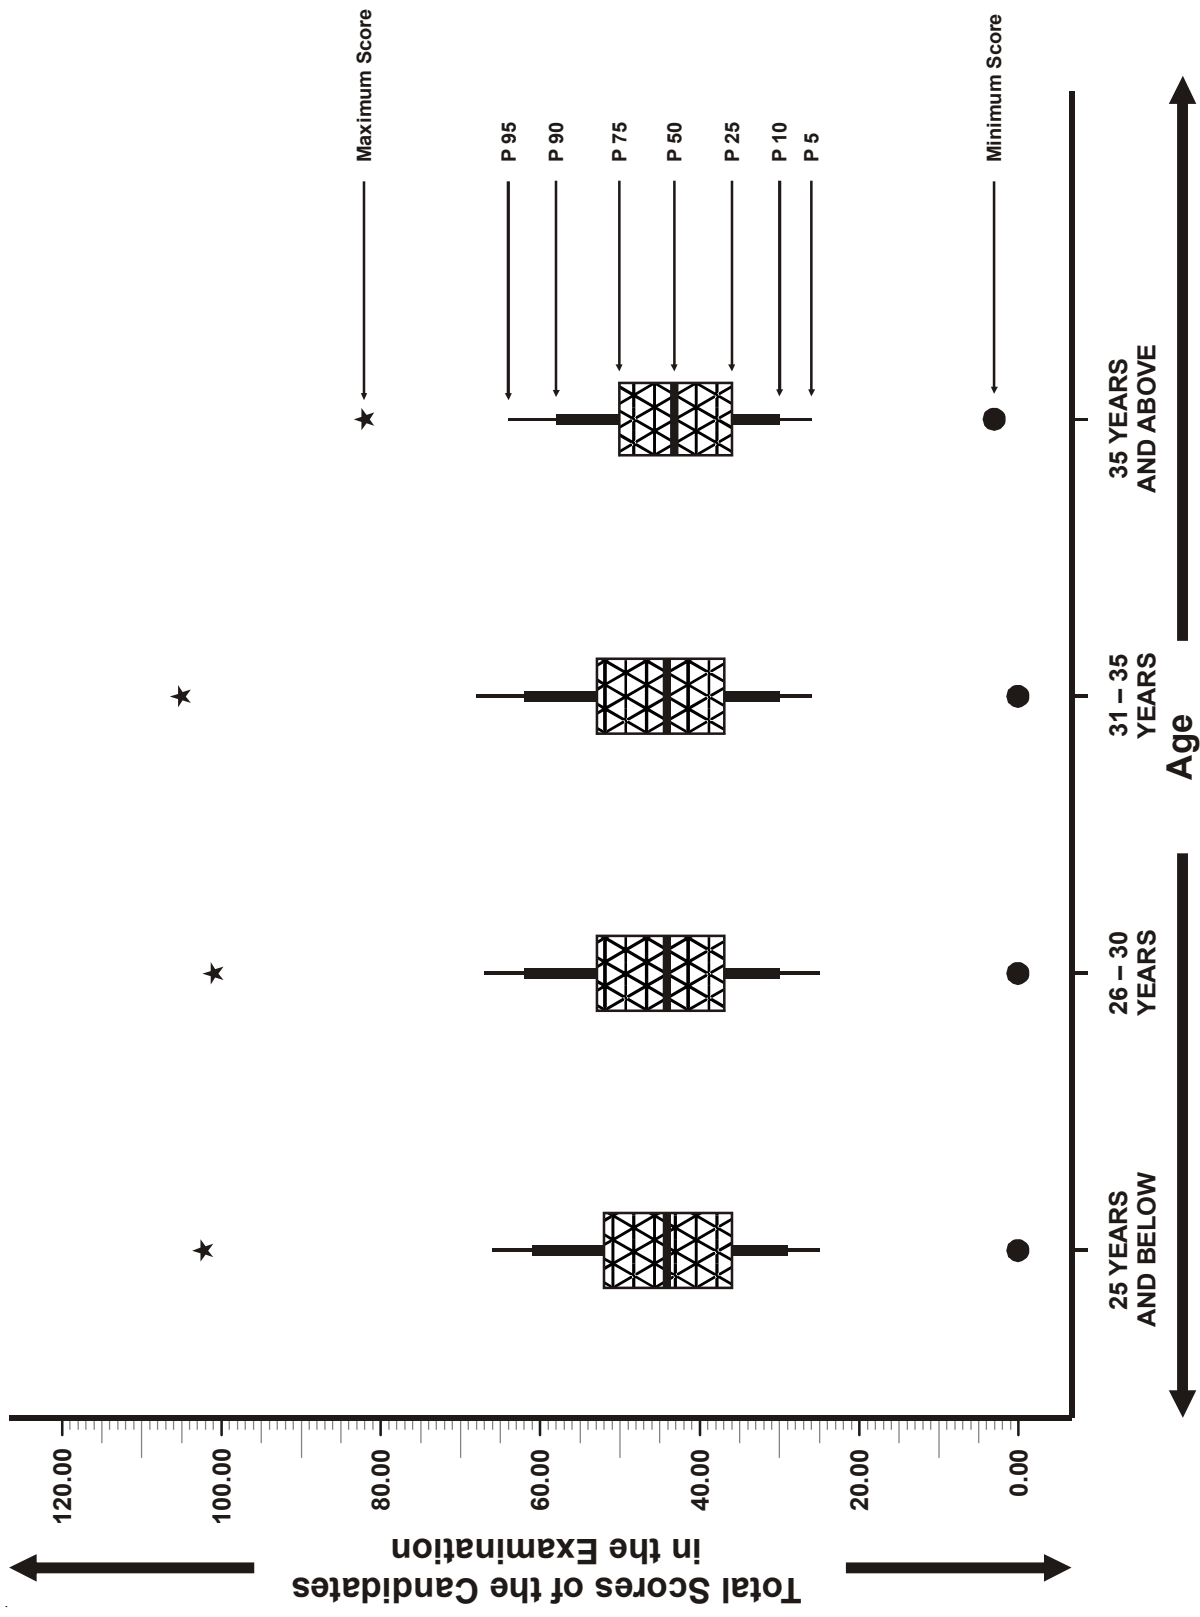 Total Scores of the Candidates
in the Examination
120.00
100.00
80.00
60.00
40.00
20.00
0.00
Maximum Score
P 95
P 90
P 75
P 50
P 25
P 10
P 5
Minimum Score
25 YEARS
AND BELOW
26 – 30
YEARS
31 – 35
YEARS
35 YEARS
AND ABOVE
Age